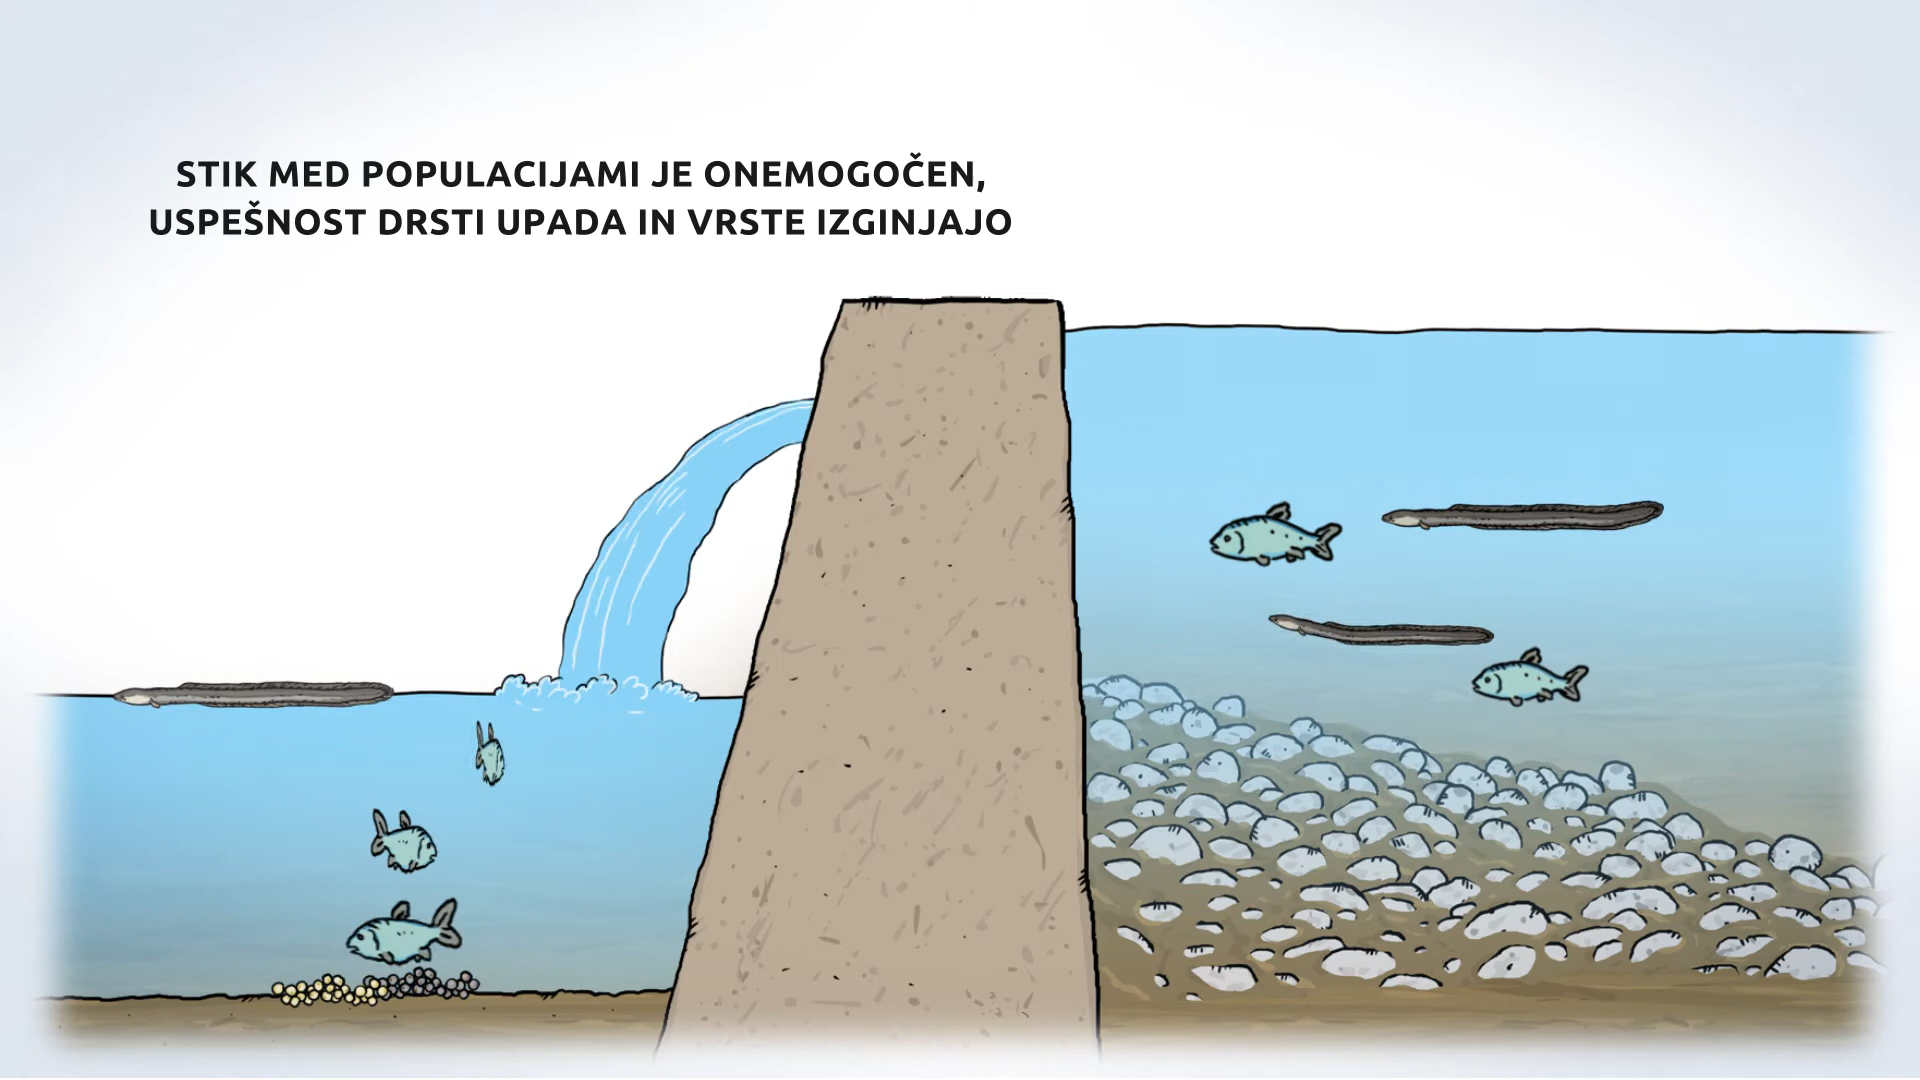 STIK MED POPULACIJAMI JE ONEMOGOČEN,
USPEŠNOST DRSTI UPADA IN VRSTE IZGINJAJO